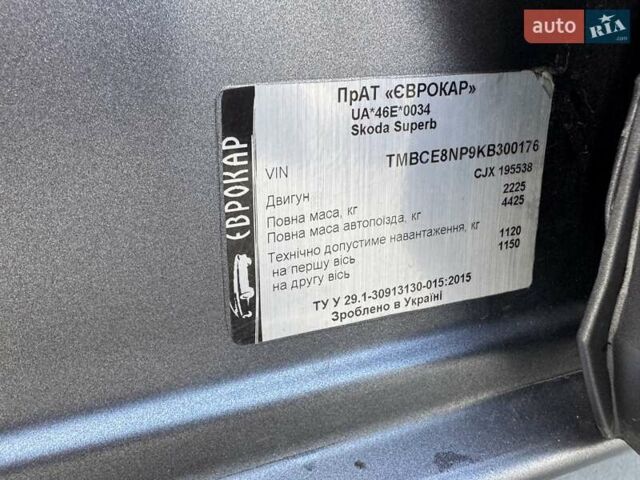 auto RIA
.com
ЄВРОКАР
ПрАТ «ЄВРОКАР»
UA*46E*0034
Skoda Superb
VIN TMBCE8NP9KB300176
Двигун CJX 195538
Повна маса, кг 2225
Повна маса автопоїзда, кг 4425
Технічно допустиме навантаження, кг
на першу вісь 1120
на другу вісь 1150
ТУ У 29.1-30913130-015:2015
Зроблено в Україні